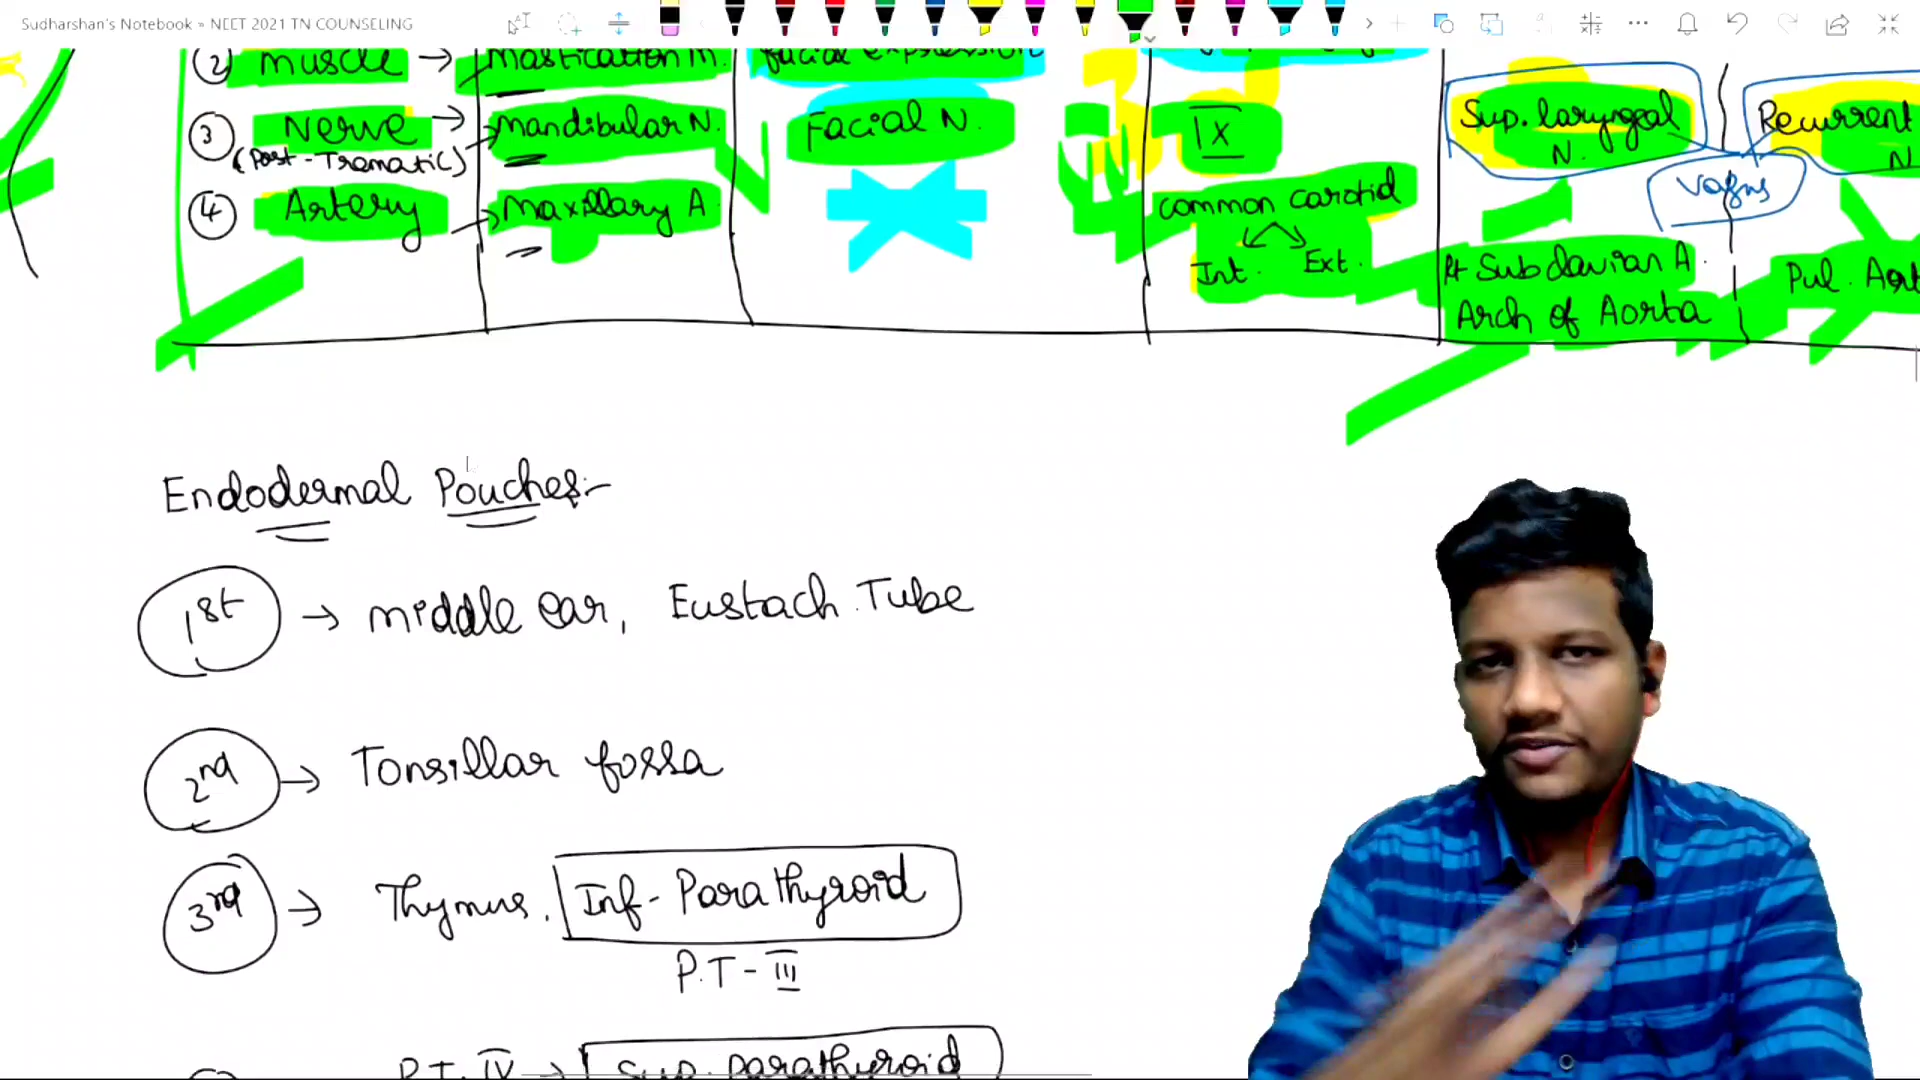 Sudharshan's Notebook » NEET 2021 TN COUNSELING
② muscle → Mastication m. facial expression
③ Nerve → Mandibular N. Facial N. IX Sup. laryngeal N. Recurrent N
(Post-Trematic)
Vagus
④ Artery → Maxillary A common carotid
Int. Ext.
Rt Subclavian A. Pul. Art
Arch of Aorta
Endodermal Pouches:-
1st → middle ear, Eustach. Tube
2nd → Tonsillar fossa
3rd → Thymus, Inf- Parathyroid
P.T - III
P.T. IV → Sup. parathyroid